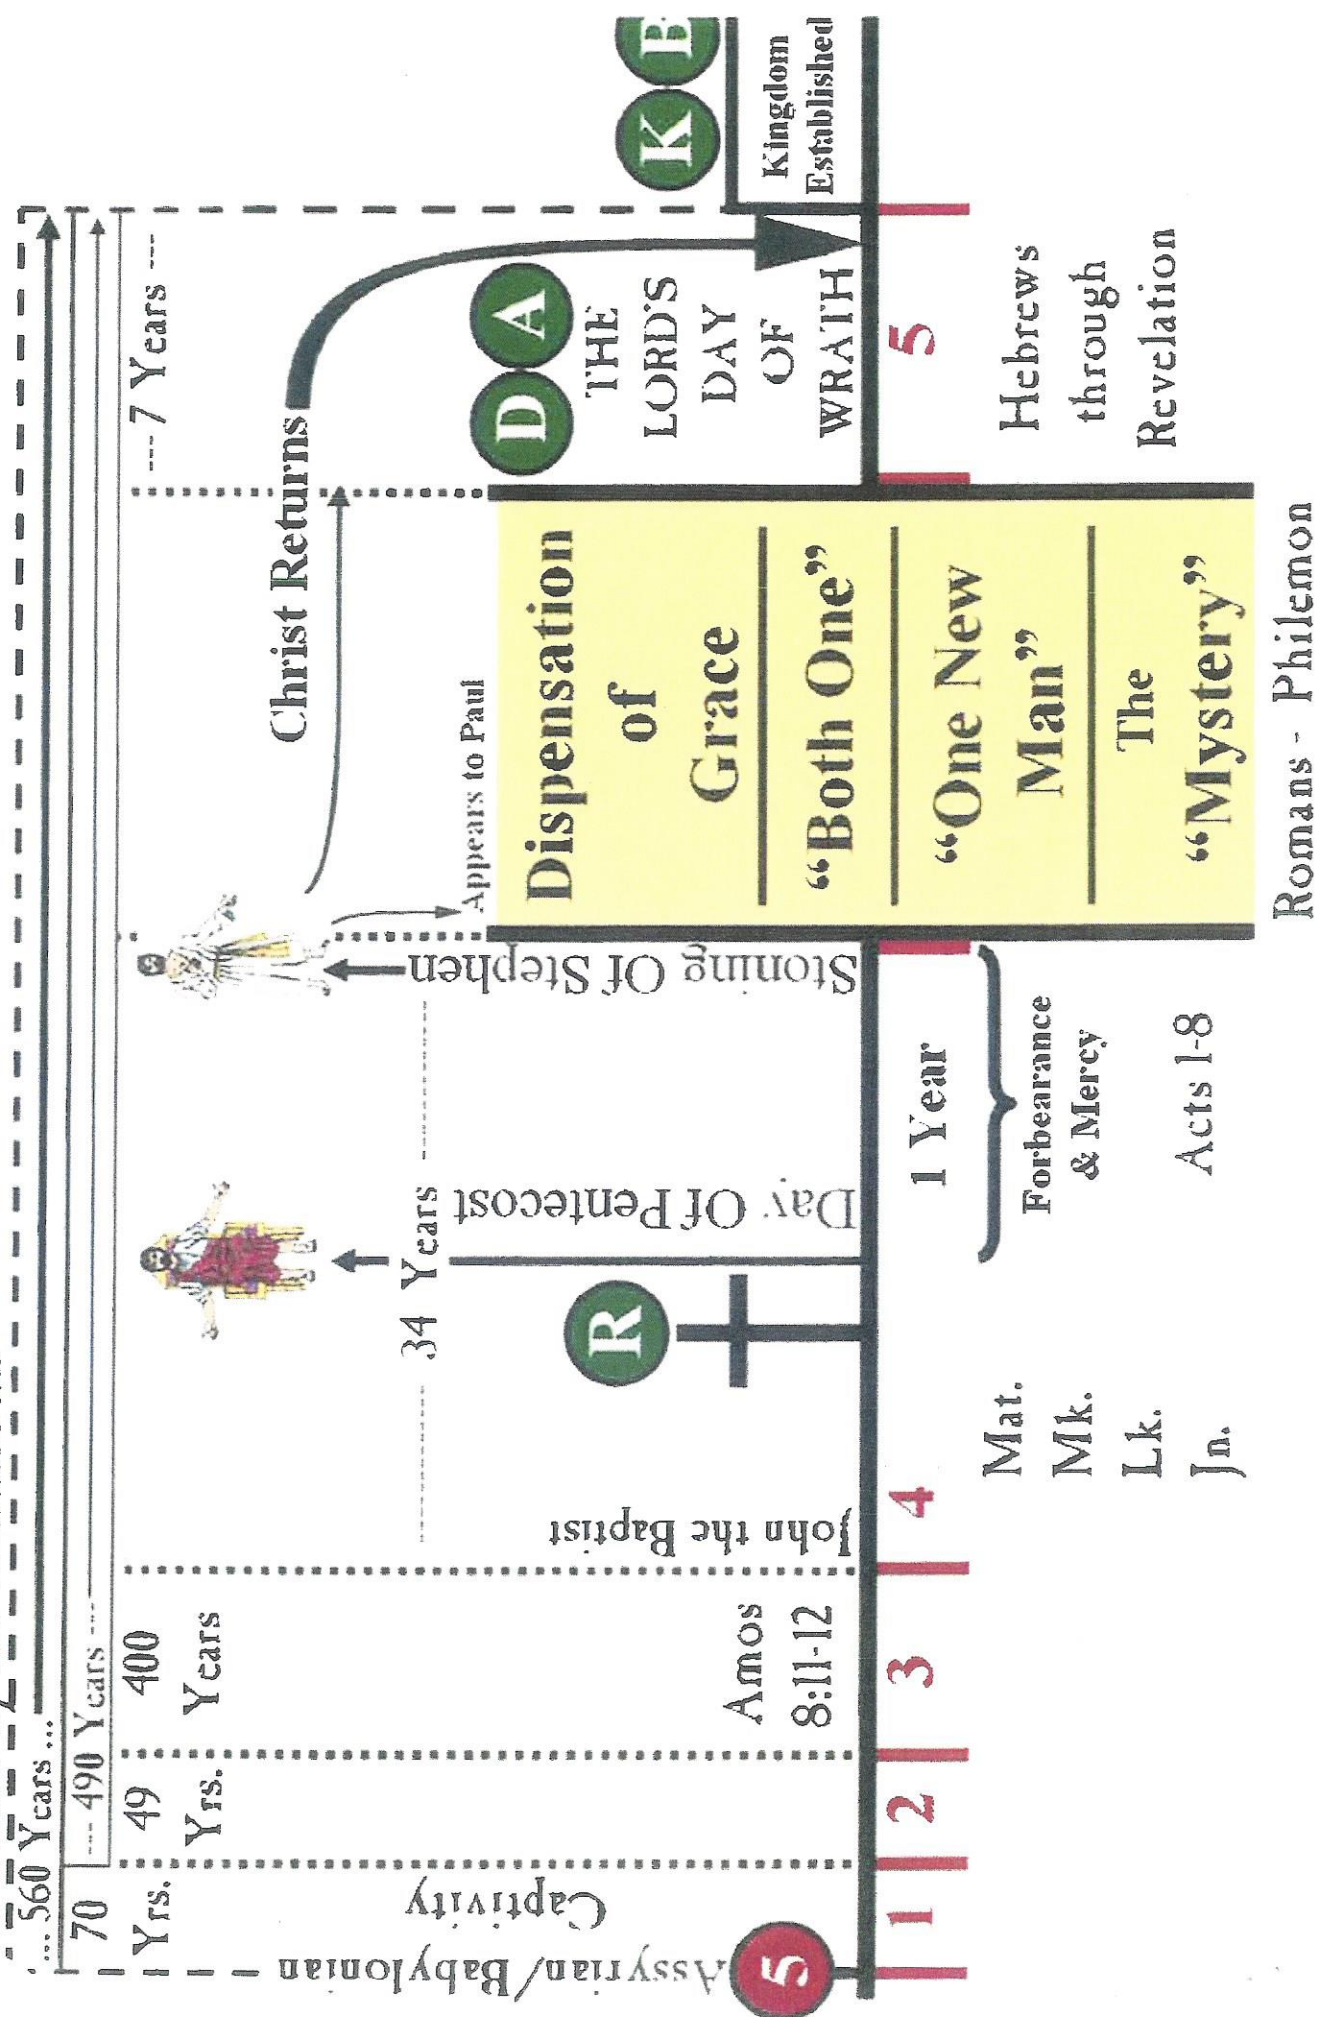 ... 560 Years ...
70
Yrs.
--- 490 Years ---
49
Yrs.
400
Years
--- 7 Years ---
Christ Returns
34 Years
Appears to Paul
Assyrian/Babylonian
Captivity
John the Baptist
Day Of Pentecost
Stoning Of Stephen
Amos
8:11-12
5
R
D
A
K
B
THE
LORD'S
DAY
OF
WRATH
Kingdom
Established
Dispensation
of
Grace
“Both One”
“One New
Man”
The
“Mystery”
1
2
3
4
1 Year
5
Mat.
Mk.
Lk.
Jn.
Forbearance
& Mercy
Acts 1-8
Hebrews
through
Revelation
Romans - Philemon